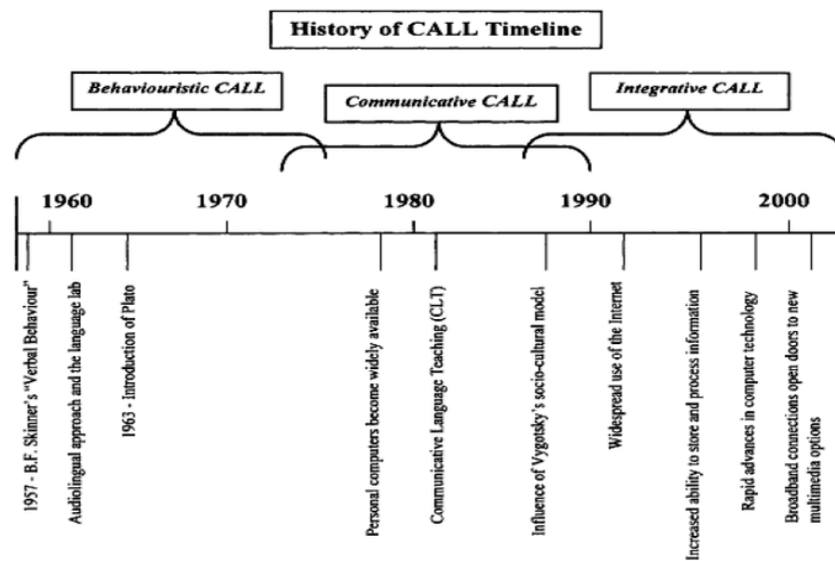 History of CALL Timeline
Behaviouristic CALL
Communicative CALL
Integrative CALL
1960
1970
1980
1990
2000
1957 - B.F. Skinner's "Verbal Behaviour"
Audiolingual approach and the language lab
1963 - Introduction of Plato
Personal computers become widely available
Communicative Language Teaching (CLT)
Influence of Vygotsky's socio-cultural model
Widespread use of the Internet
Increased ability to store and process information
Rapid advances in computer technology
Broadband connections open doors to new
multimedia options